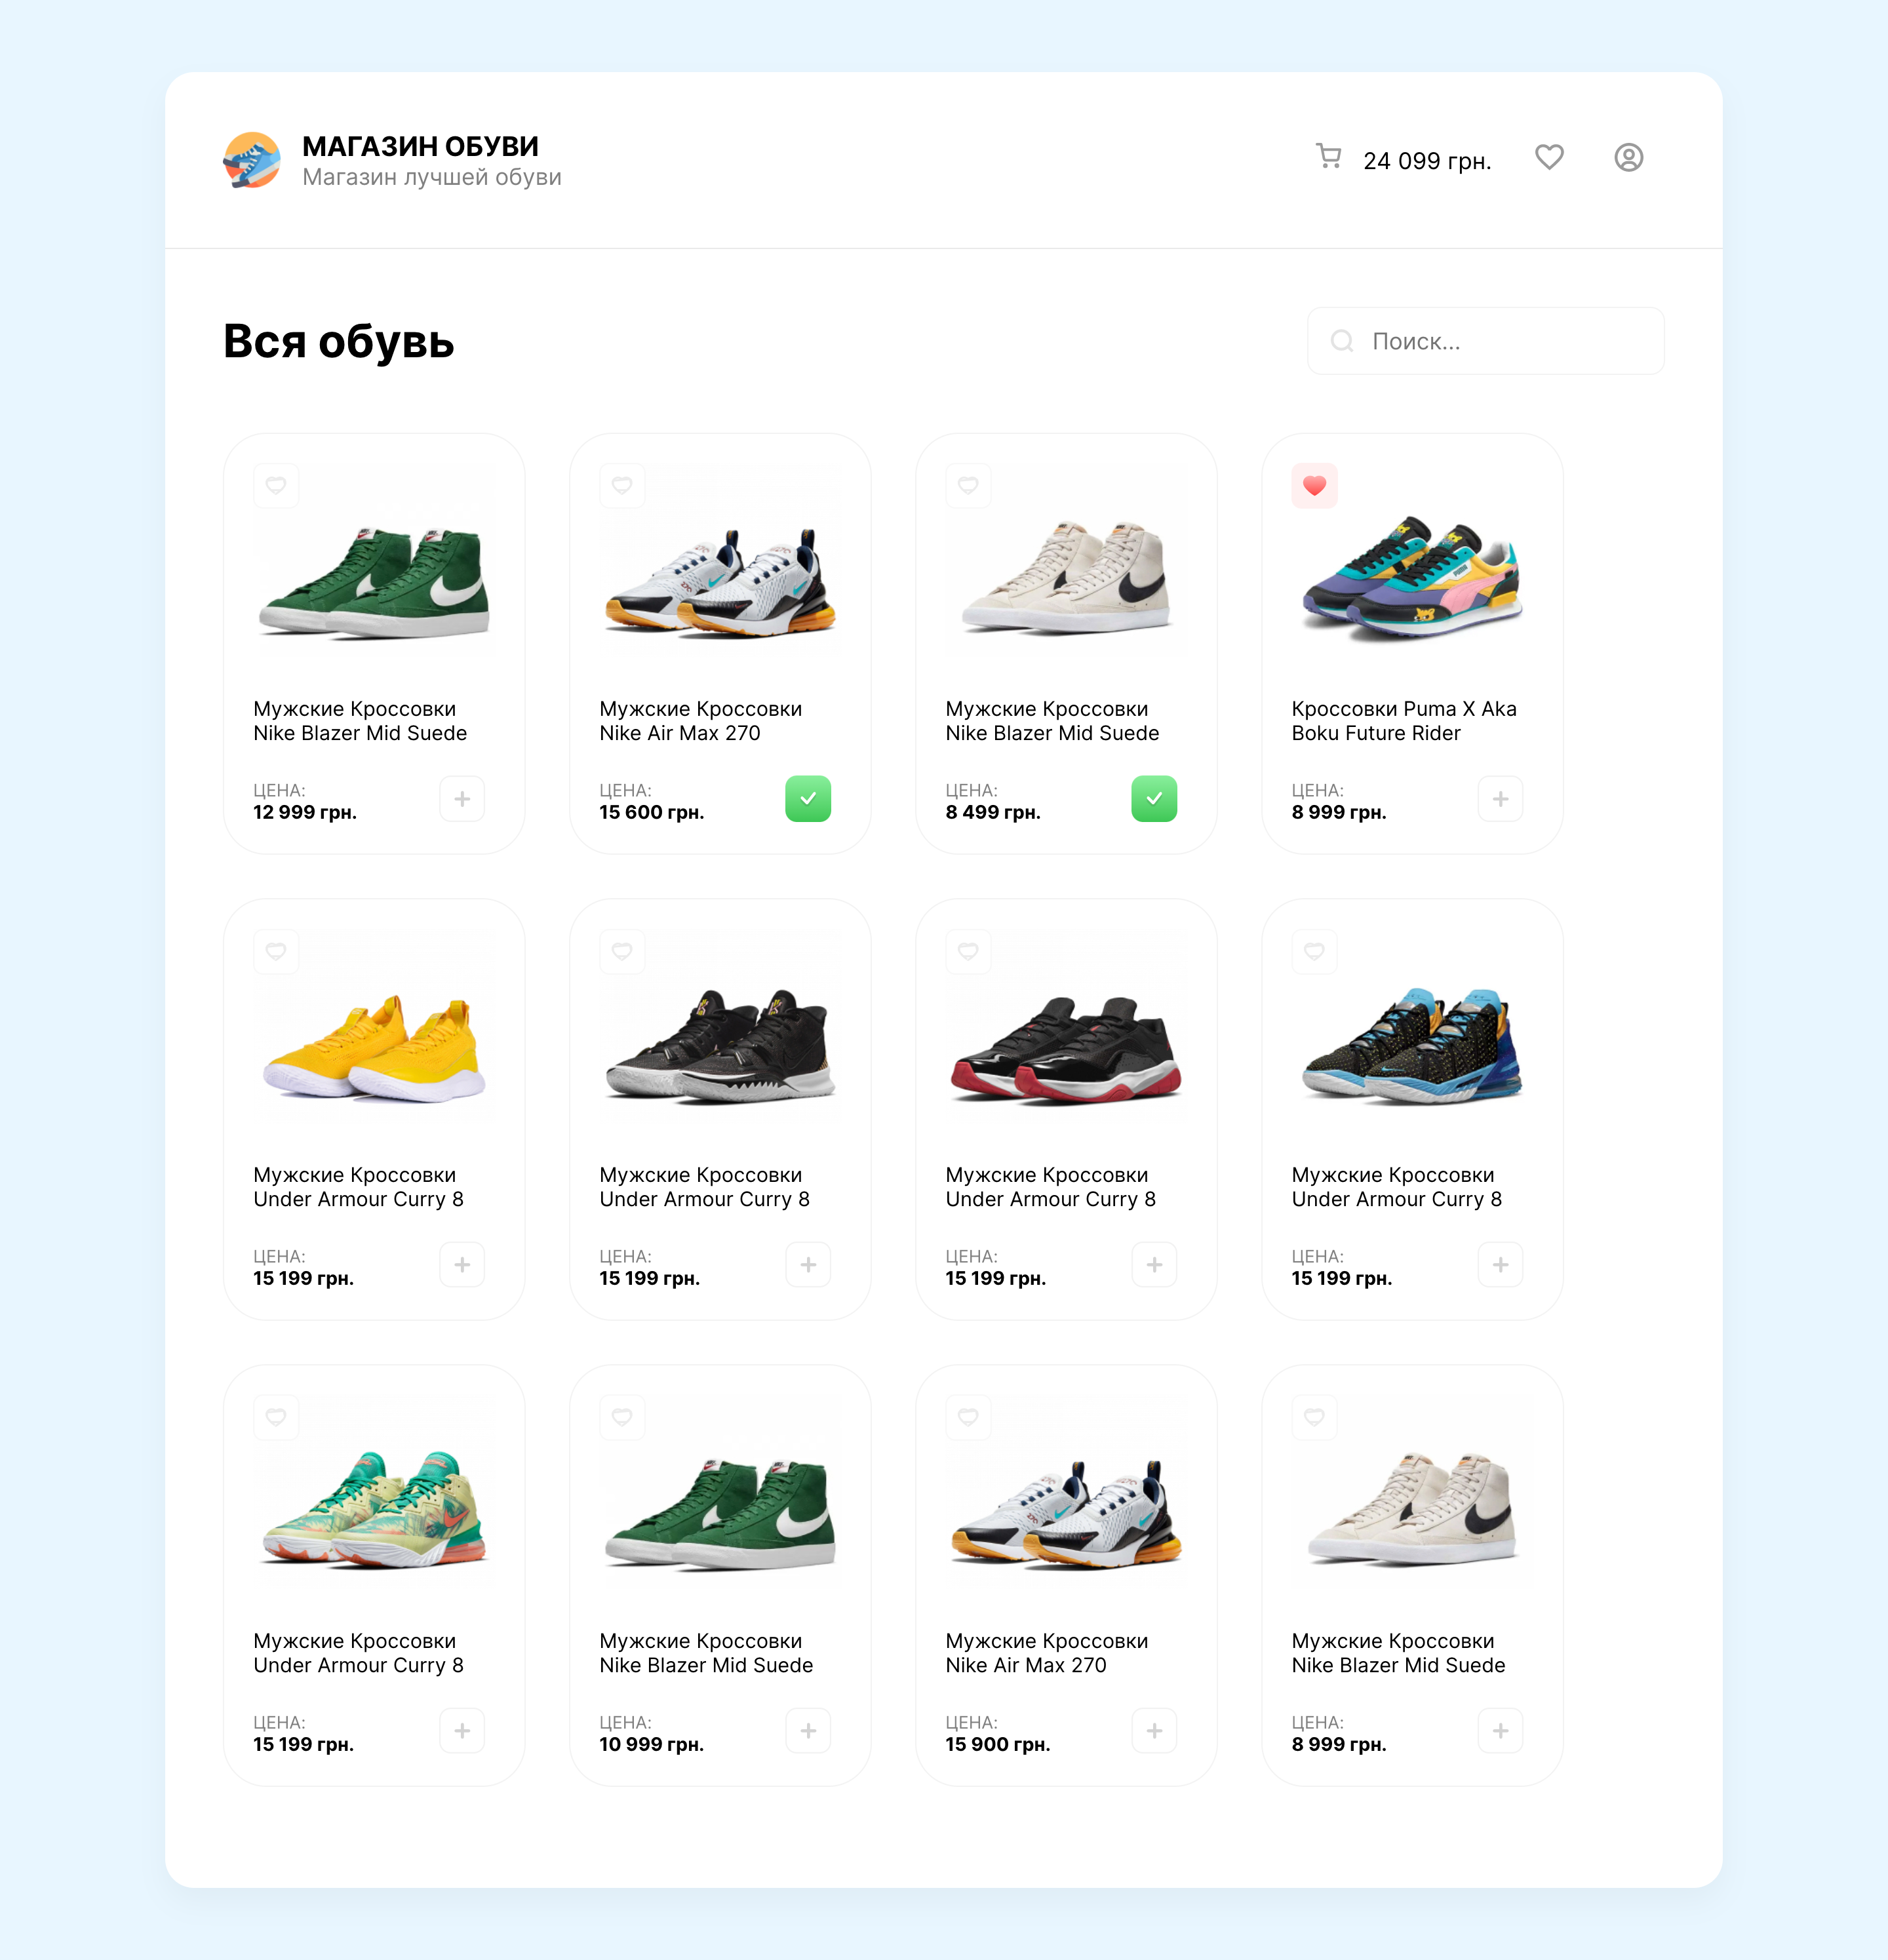 МАГАЗИН ОБУВИ
Магазин лучшей обуви
24 099 грн.
Вся обувь
Поиск...
Мужские Кроссовки
Nike Blazer Mid Suede
ЦЕНА:
12 999 грн.
Мужские Кроссовки
Nike Air Max 270
ЦЕНА:
15 600 грн.
Мужские Кроссовки
Nike Blazer Mid Suede
ЦЕНА:
8 499 грн.
Кроссовки Puma X Aka
Boku Future Rider
ЦЕНА:
8 999 грн.
Мужские Кроссовки
Under Armour Curry 8
ЦЕНА:
15 199 грн.
Мужские Кроссовки
Under Armour Curry 8
ЦЕНА:
15 199 грн.
Мужские Кроссовки
Under Armour Curry 8
ЦЕНА:
15 199 грн.
Мужские Кроссовки
Under Armour Curry 8
ЦЕНА:
15 199 грн.
Мужские Кроссовки
Under Armour Curry 8
ЦЕНА:
15 199 грн.
Мужские Кроссовки
Nike Blazer Mid Suede
ЦЕНА:
10 999 грн.
Мужские Кроссовки
Nike Air Max 270
ЦЕНА:
15 900 грн.
Мужские Кроссовки
Nike Blazer Mid Suede
ЦЕНА:
8 999 грн.